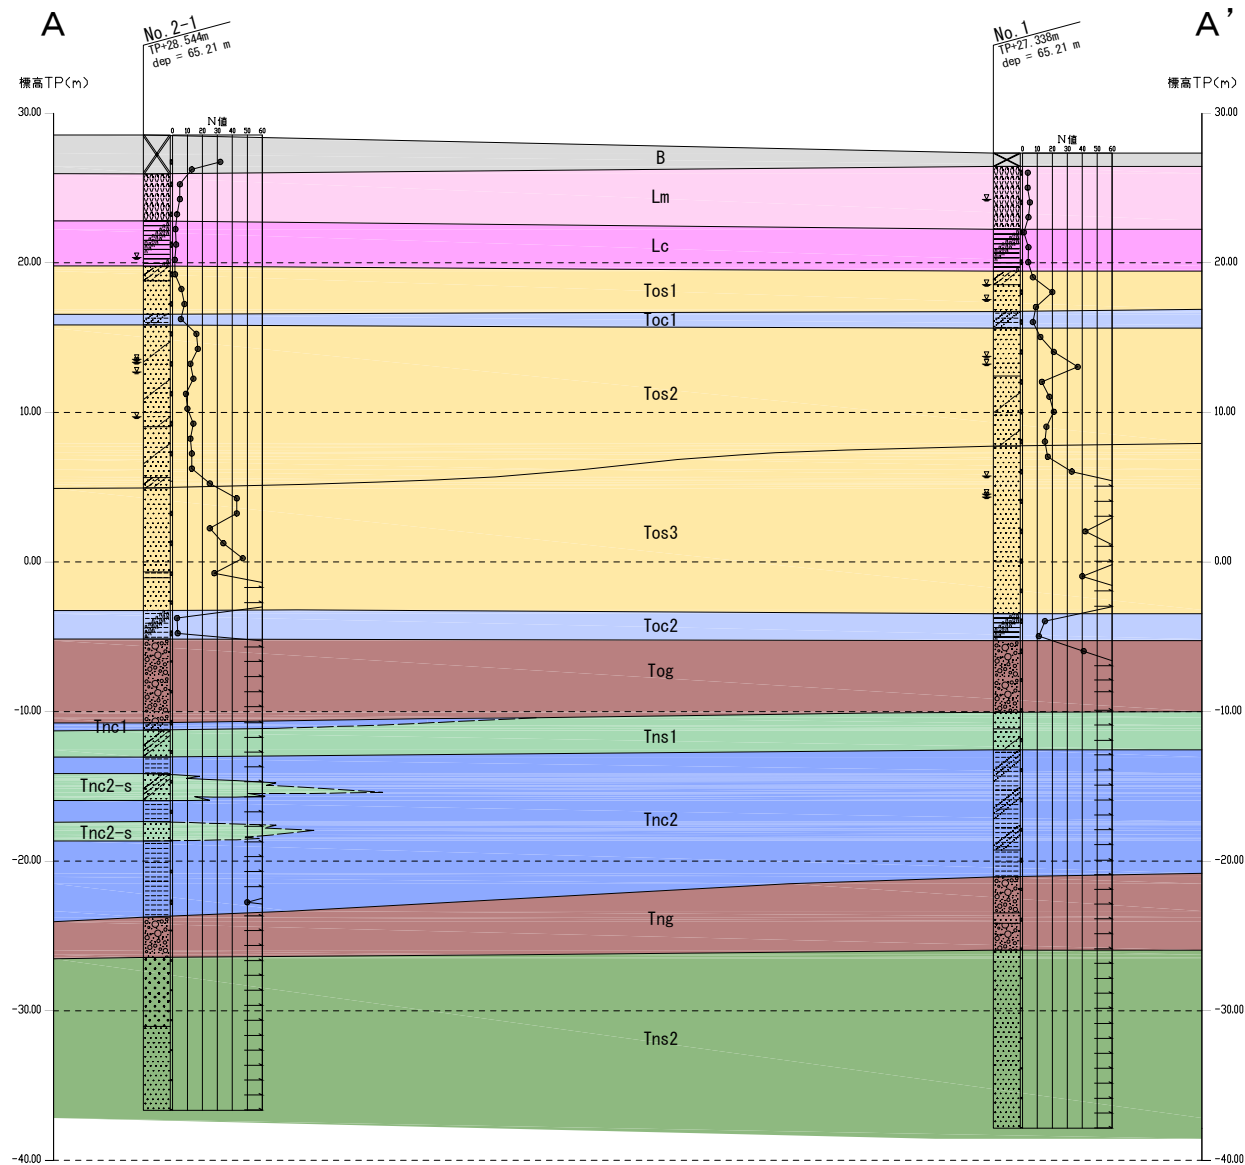 A
A’
No. 2-1
TP+28.544m
dep = 65.21 m
No. 1
TP+27.338m
dep = 65.21 m
標高TP(m)
標高TP(m)
30.00
30.00
N値
0 10 20 30 40 50 60
N値
0 10 20 30 40 50 60
B
Lm
Lc
20.00
20.00
Tos1
Toc1
Tos2
10.00
10.00
Tos3
0.00
0.00
Toc2
Tog
-10.00
-10.00
Tnc1
Tns1
Tnc2-s
Tnc2
Tnc2-s
-20.00
-20.00
Tng
-30.00
-30.00
Tns2
-40.00
-40.00